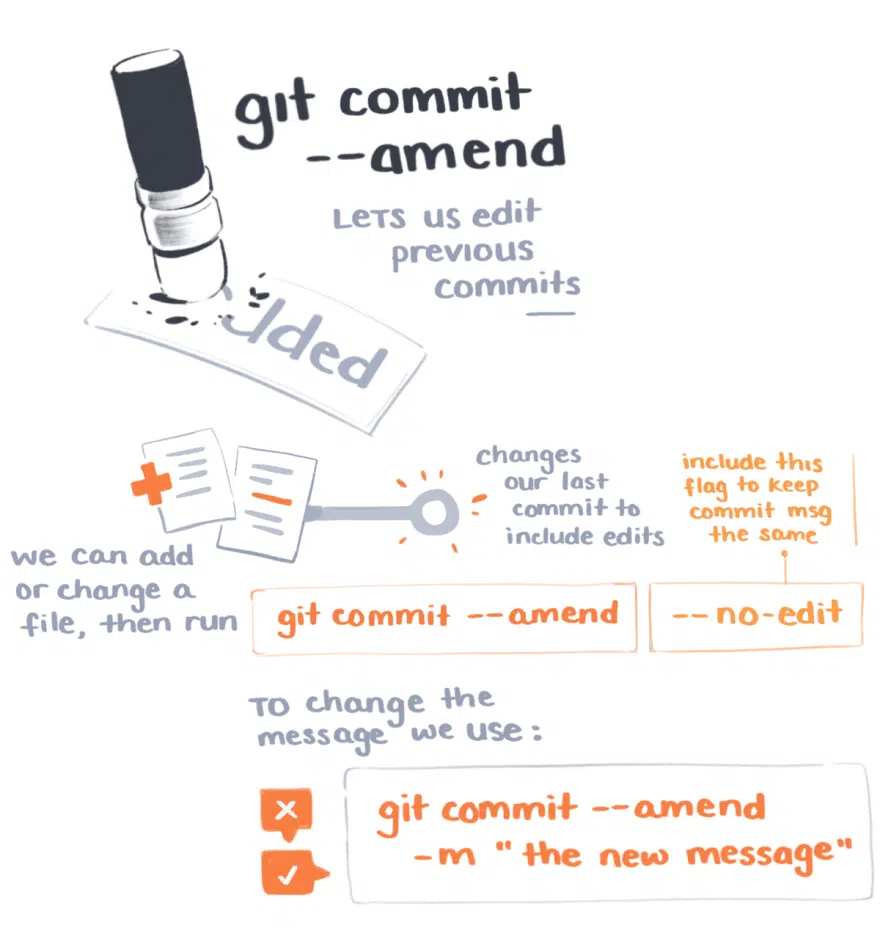 git commit
--amend
LETS us edit
previous
commits
dded
changes
our last
commit to
include edits
include this
flag to keep
commit msg
the same
we can add
or change a
file, then run
git commit --amend
--no-edit
TO change the
message we use:
git commit --amend
-m "the new message"